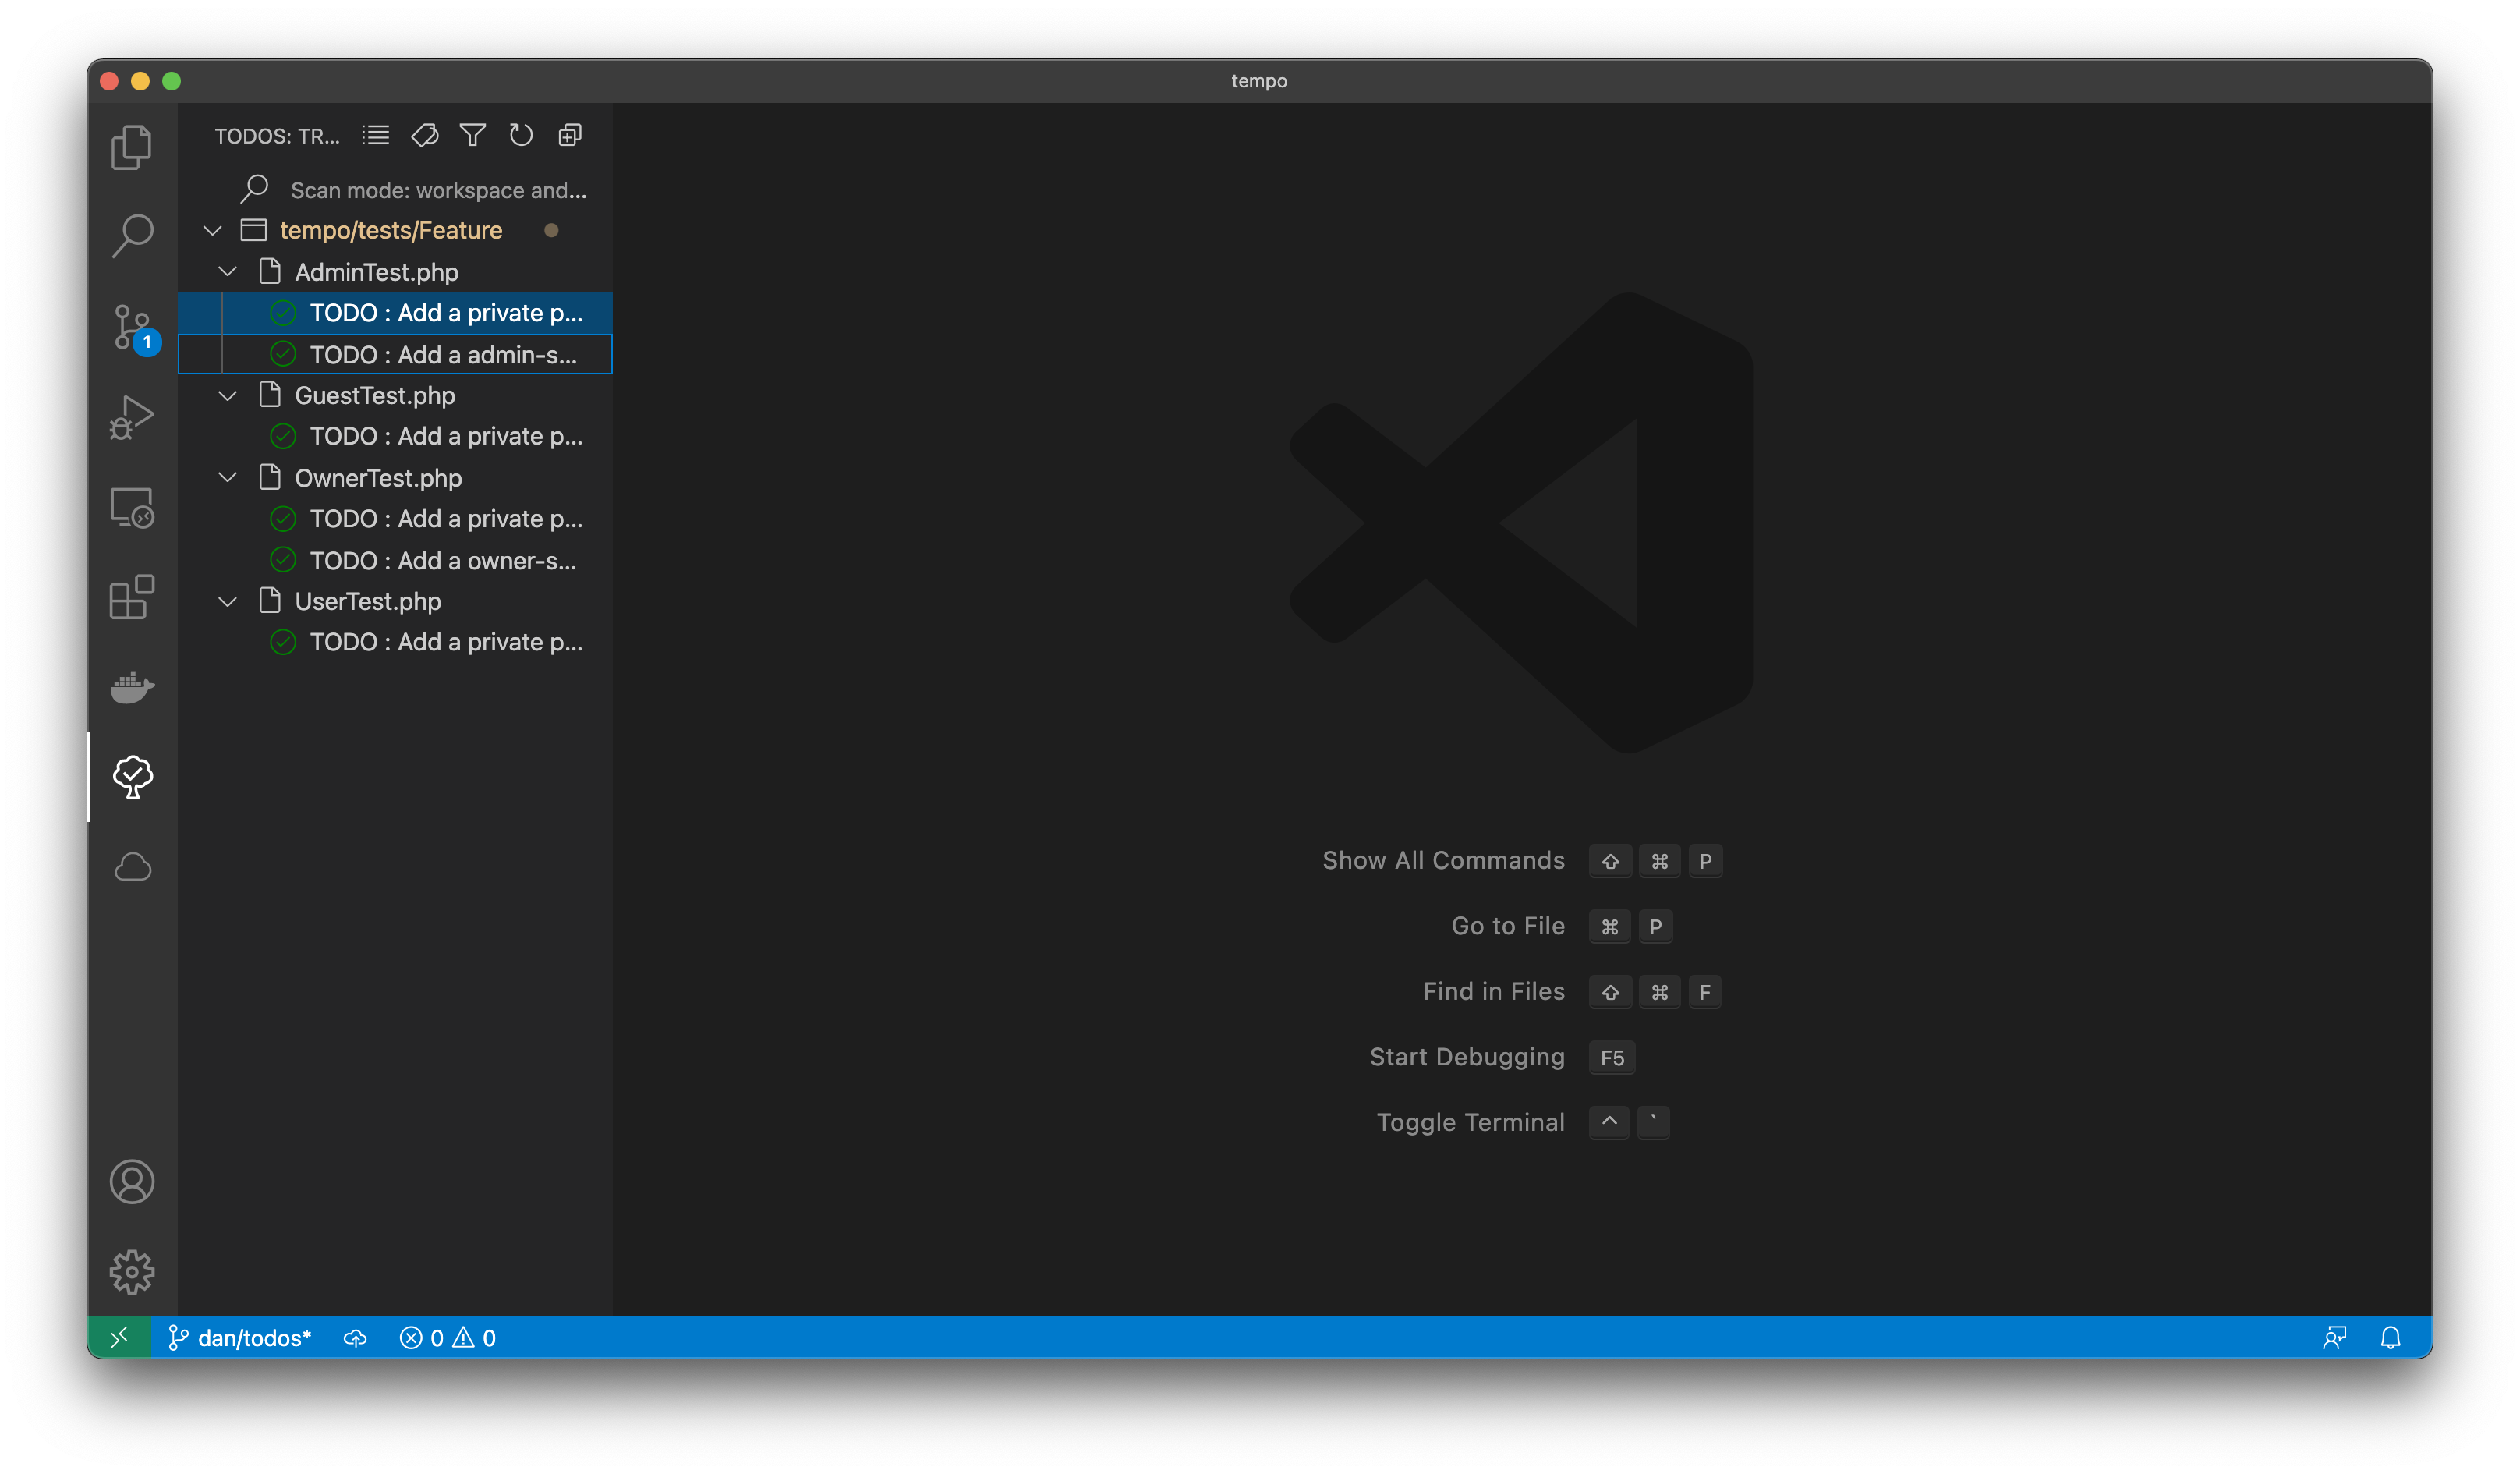 tempo
TODOS: TR...
Scan mode: workspace and...
tempo/tests/Feature
AdminTest.php
TODO : Add a private p...
TODO : Add a admin-s...
GuestTest.php
TODO : Add a private p...
OwnerTest.php
TODO : Add a private p...
TODO : Add a owner-s...
UserTest.php
TODO : Add a private p...
1
Show All Commands ⇧ ⌘ P
Go to File ⌘ P
Find in Files ⇧ ⌘ F
Start Debugging F5
Toggle Terminal ^ `
dan/todos* 0 0